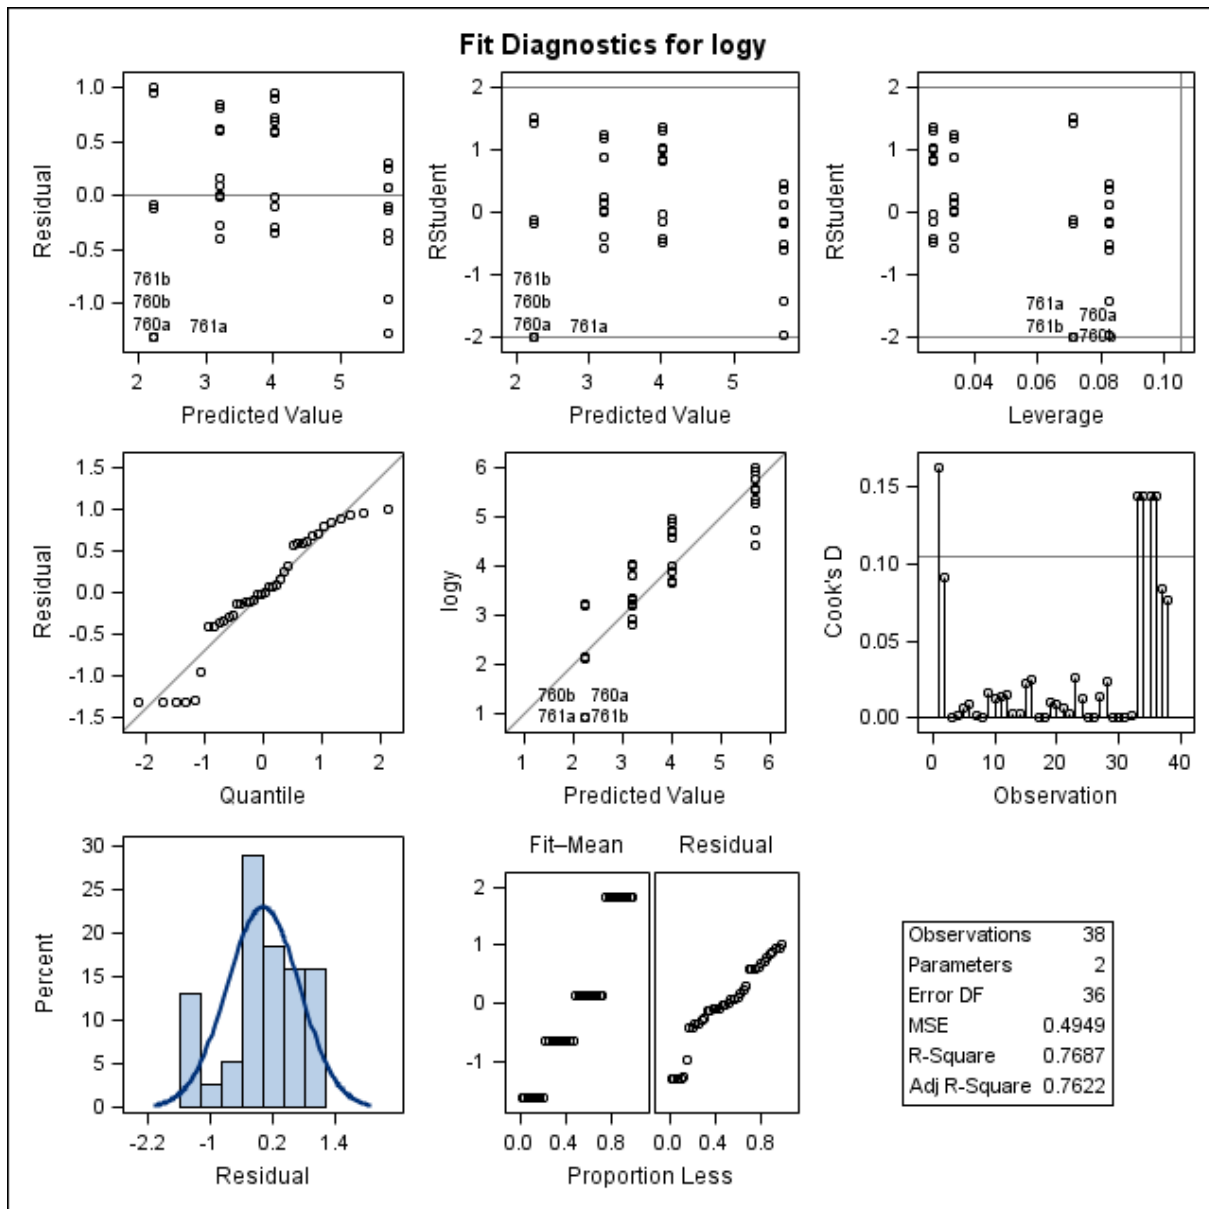 Fit Diagnostics for logy
1.0
0.5
0.0
-0.5
-1.0
Residual
761b
760b
760a 761a
2 3 4 5
Predicted Value
2
1
0
-1
-2
RStudent
761b
760b
760a 761a
2 3 4 5
Predicted Value
2
1
0
-1
-2
RStudent
761a
760a
761b
760b
0.04 0.06 0.08 0.10
Leverage
1.5
1.0
0.5
0.0
-0.5
-1.0
-1.5
Residual
-2 -1 0 1 2
Quantile
6
5
4
3
2
1
logy
760b 760a
761a 761b
1 2 3 4 5 6
Predicted Value
0.15
0.10
0.05
0.00
Cook's D
0 10 20 30 40
Observation
30
25
20
15
10
5
0
Percent
-2.2 -1 0.2 1.4
Residual
Fit–Mean Residual
2
1
0
-1
0.0 0.4 0.8 0.0 0.4 0.8
Proportion Less
Observations 38
Parameters 2
Error DF 36
MSE 0.4949
R-Square 0.7687
Adj R-Square 0.7622